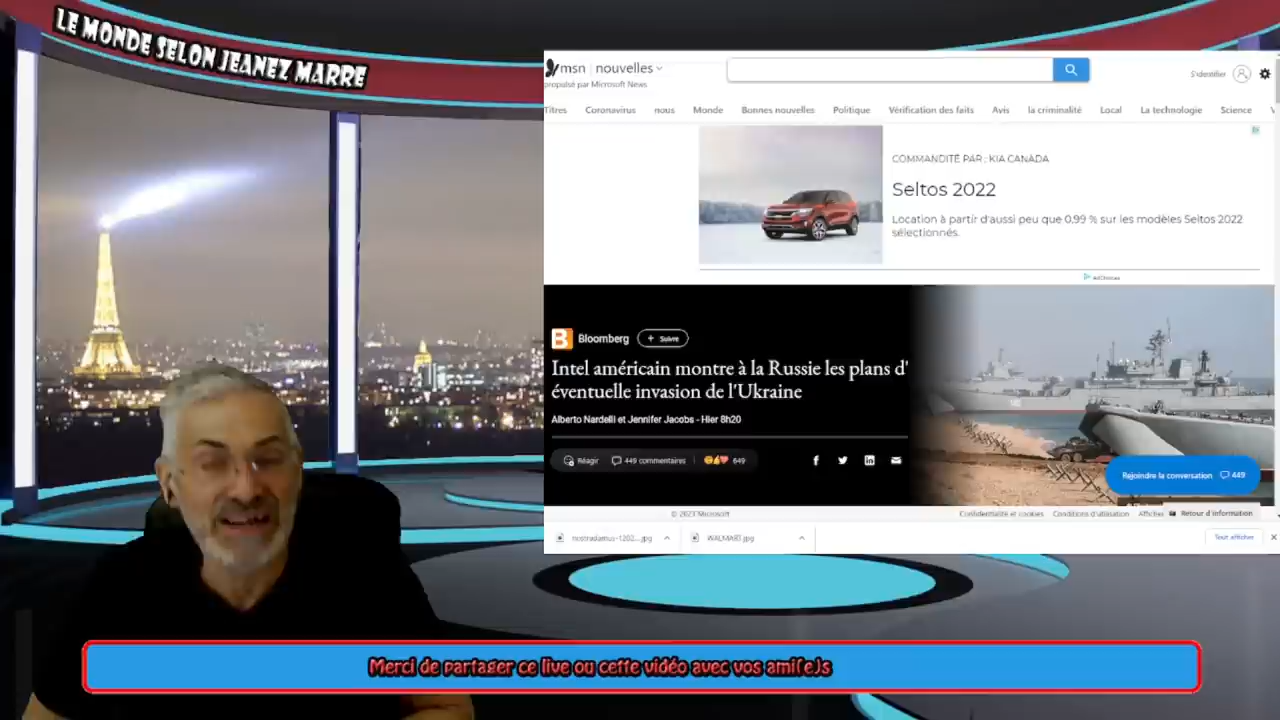 LE MONDE SELON JEANEZ MARRE
msn | nouvelles
propulsé par Microsoft News
S'identifier
Titres Coronavirus nous Monde Bonnes nouvelles Politique Vérification des faits Avis la criminalité Local La technologie Science
COMMANDITÉ PAR : KIA CANADA
Seltos 2022
Location à partir d'aussi peu que 0,99 % sur les modèles Seltos 2022
sélectionnés.
AdChoices
B Bloomberg + Suivre
Intel américain montre à la Russie les plans d'
éventuelle invasion de l'Ukraine
Alberto Nardelli et Jennifer Jacobs - Hier 8h20
Réagir 449 commentaires 649
Rejoindre la conversation 449
Confidentialité et cookies Conditions d'utilisation Afficher Retour d'information
WALMART.jpg
Tout afficher
Merci de partager ce live ou cette vidéo avec vos ami(e)s